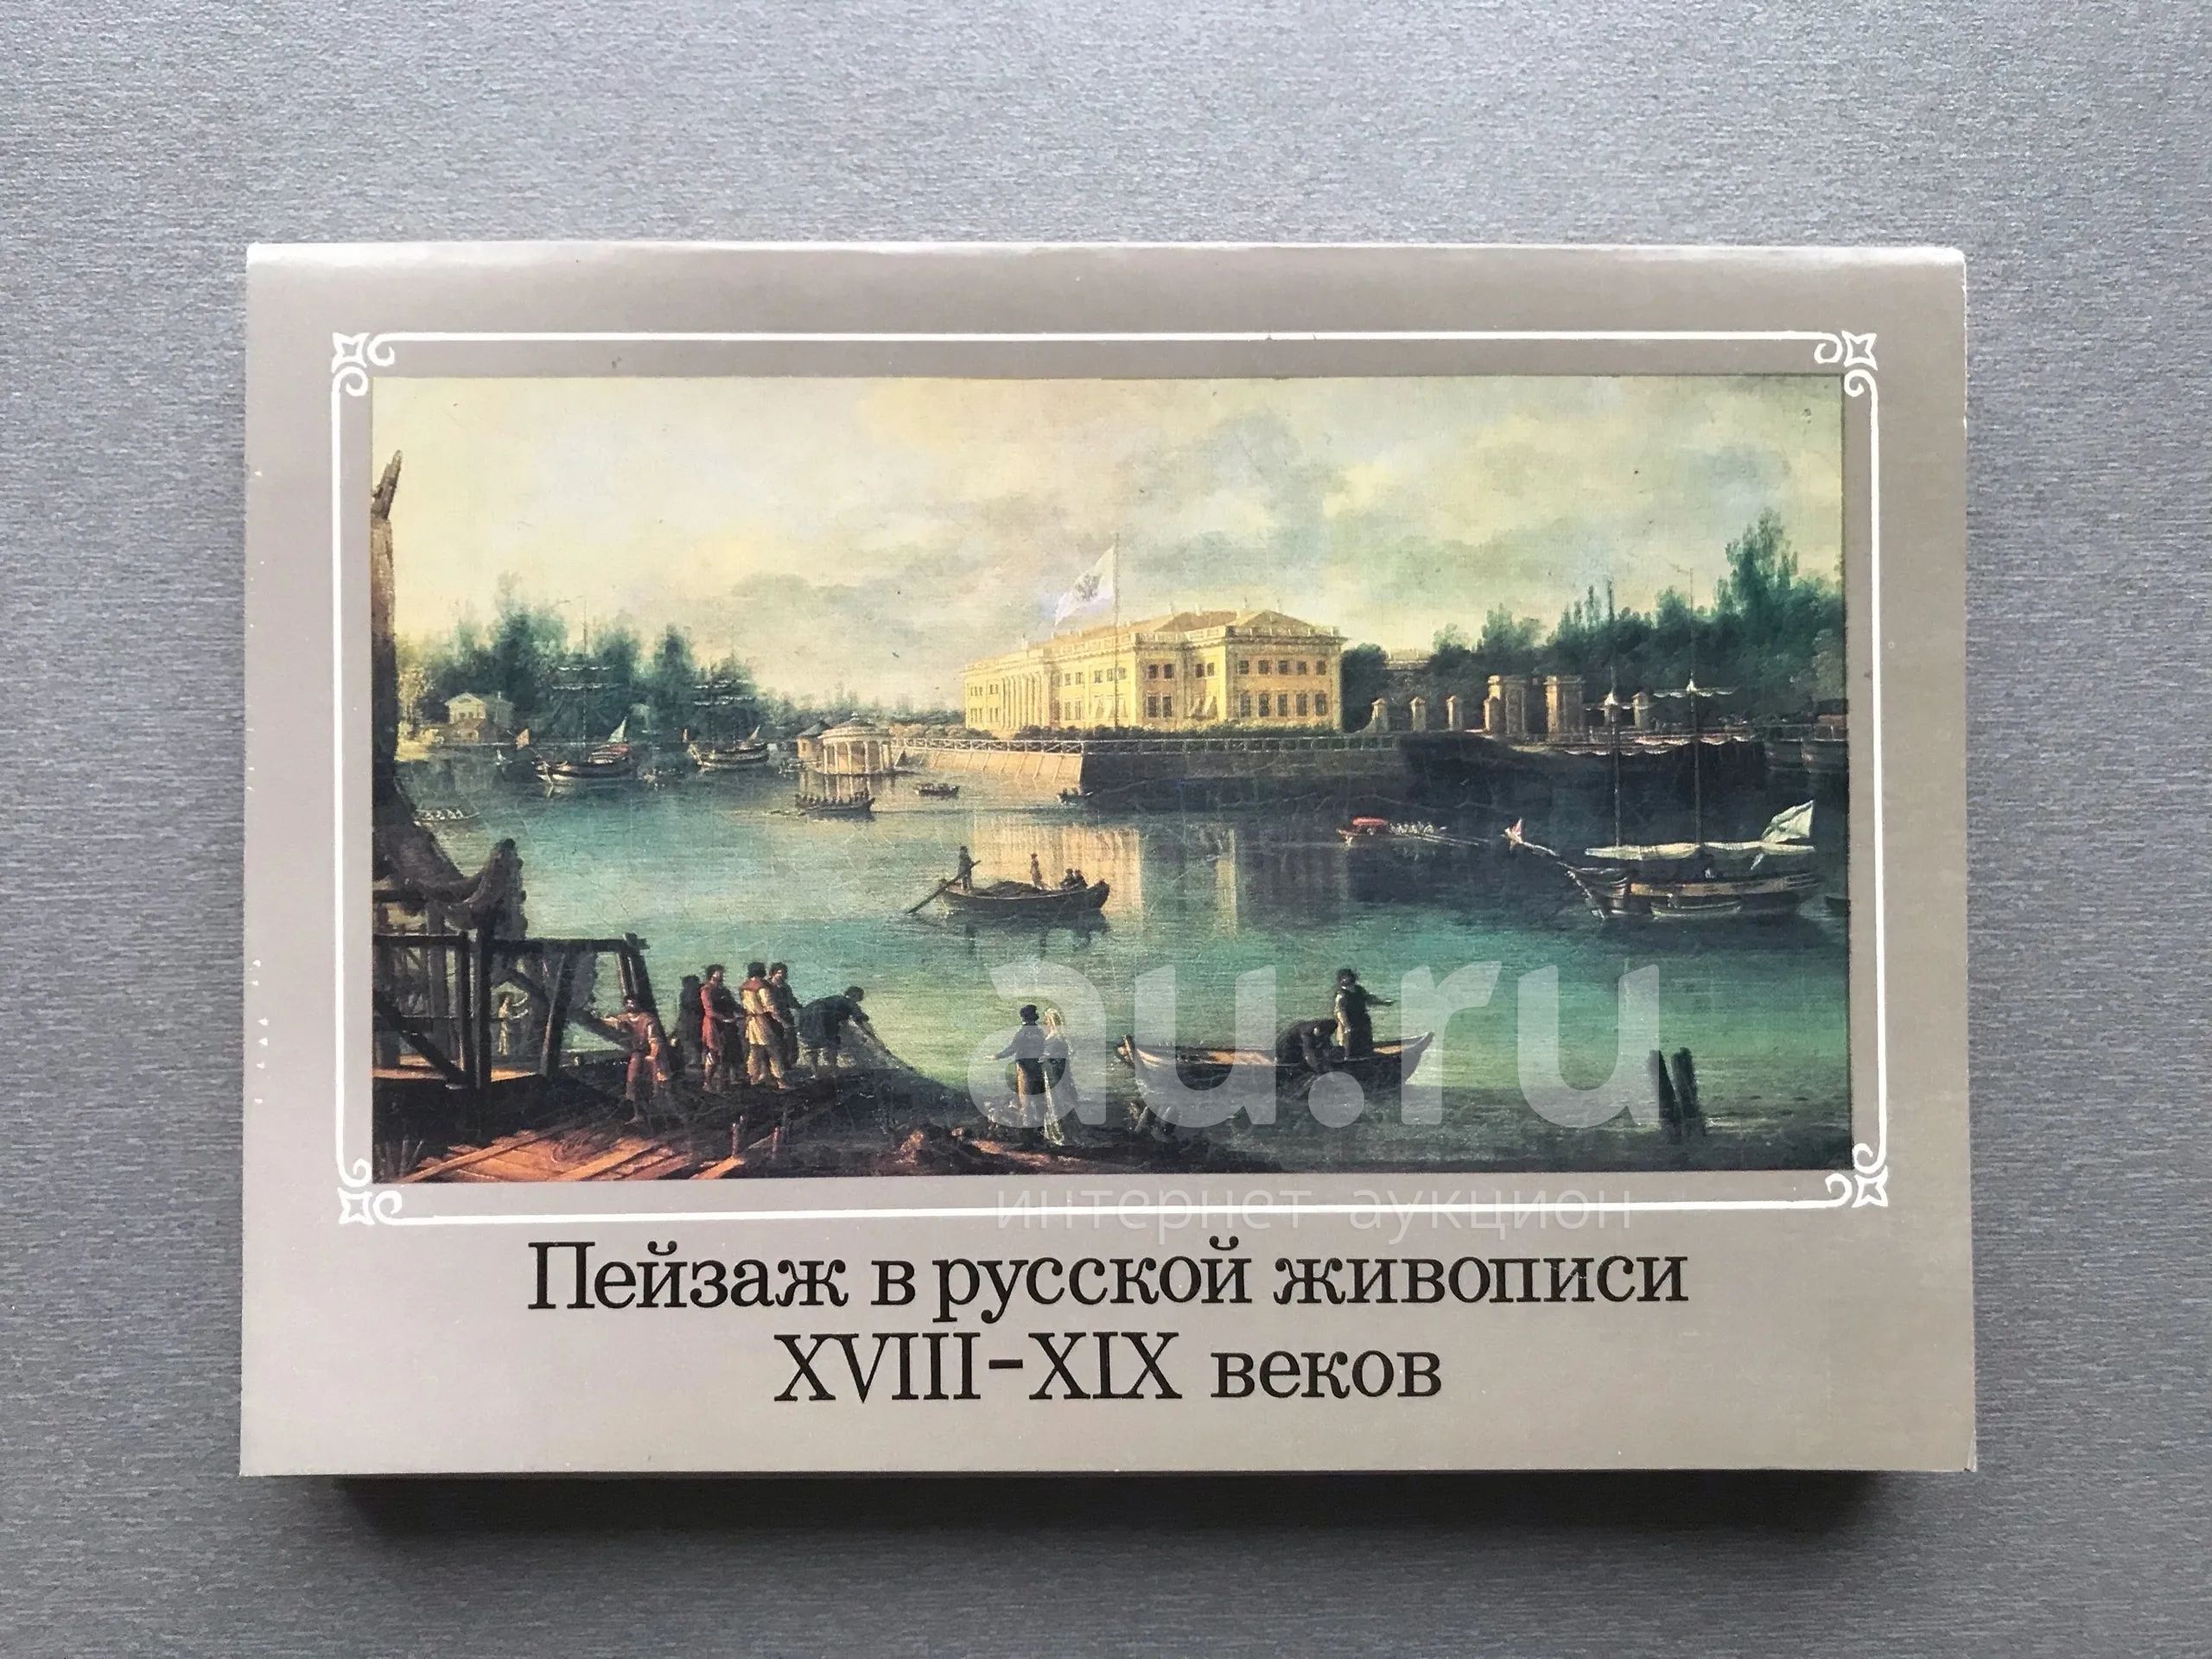 au.ru
интернет аукцион
Пейзаж в русской живописи
XVIII-XIX веков